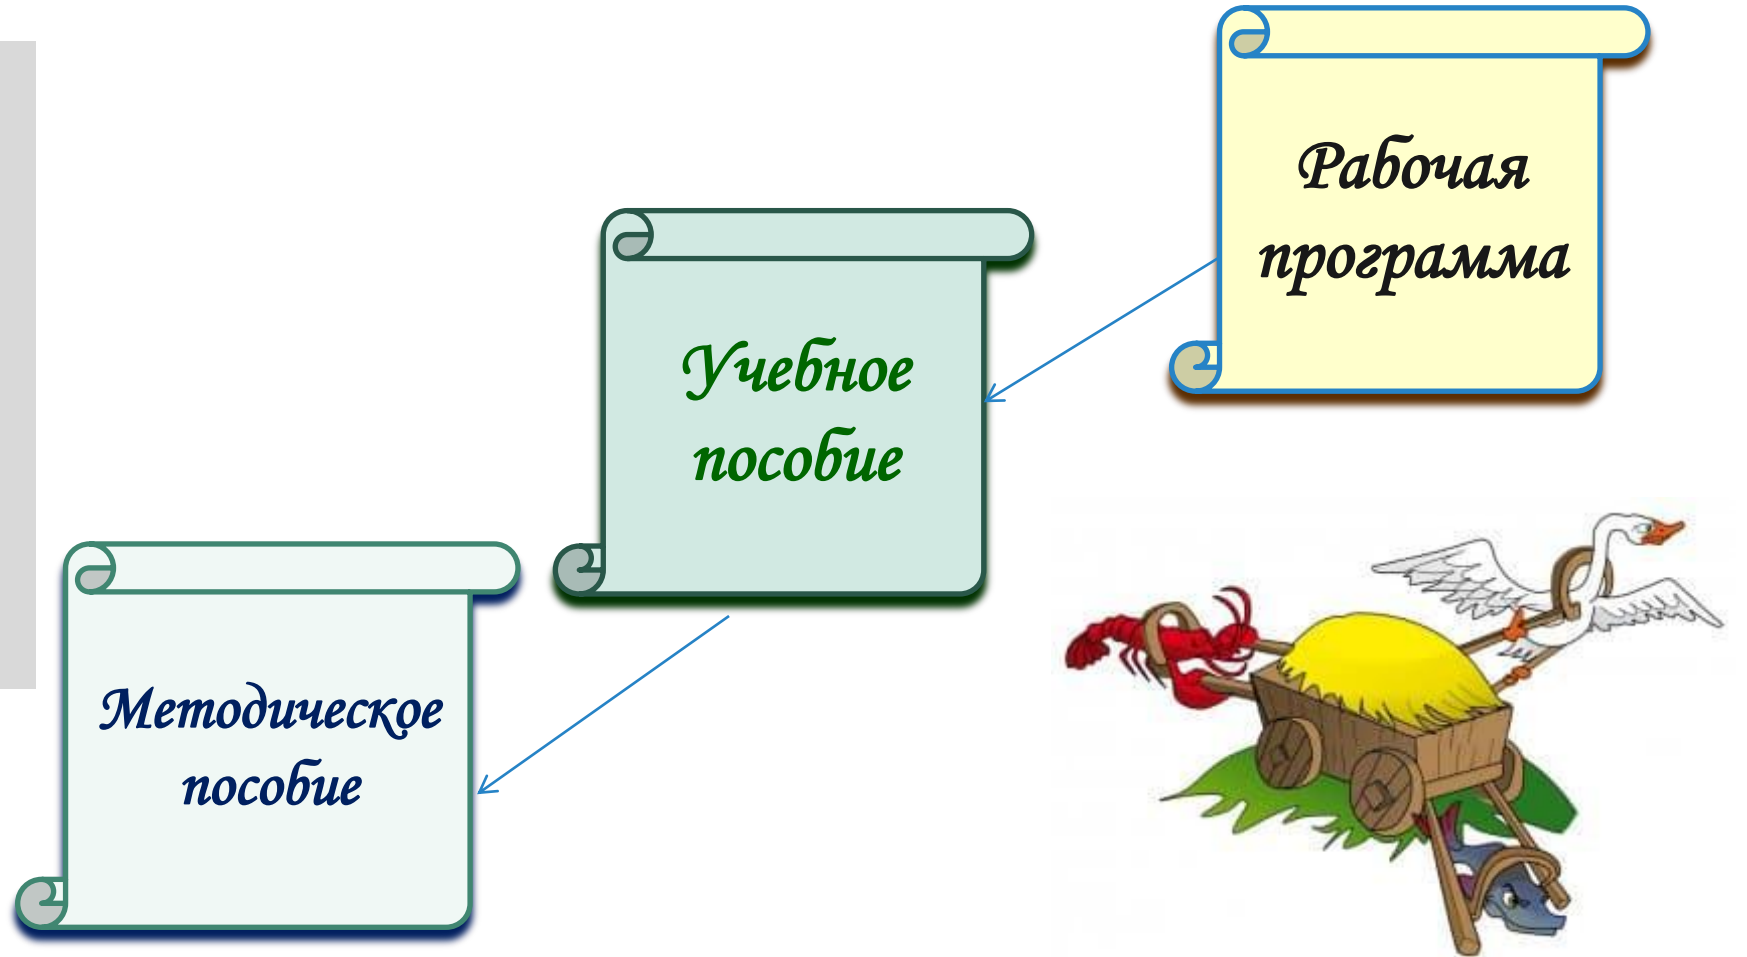 Рабочая
программа
Учебное
пособие
Методическое
пособие